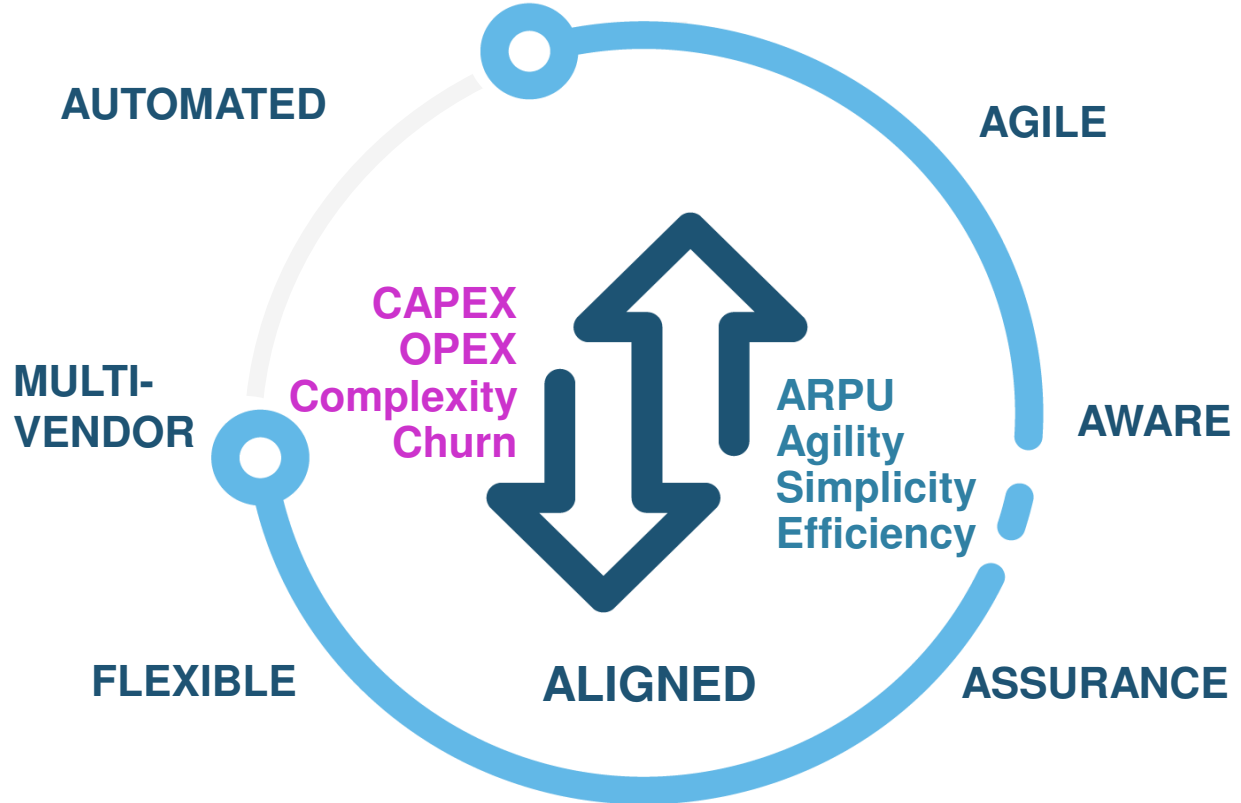 AUTOMATED
AGILE
CAPEX
OPEX
Complexity
Churn
MULTI-
VENDOR
ARPU
Agility
Simplicity
Efficiency
AWARE
FLEXIBLE
ALIGNED
ASSURANCE